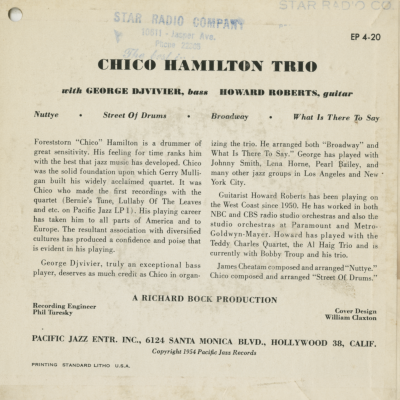 STAR RADIO CO
STAR RADIO COMPANY
Jasper Ave.
Phone
EP 4-20
CHICO HAMILTON TRIO
with GEORGE DJVIVIER, bass HOWARD ROBERTS, guitar
Nuttye • Street Of Drums • Broadway • What Is There To Say
Foreststorn "Chico" Hamilton is a drummer of
great sensitivity. His feeling for time ranks him
with the best that jazz music has developed. Chico
was the solid foundation upon which Gerry Mulli-
gan built his widely acclaimed quartet. It was
Chico who made the first recordings with the
quartet (Bernie's Tune, Lullaby Of The Leaves
and etc. on Pacific Jazz LP1). His playing career
has taken him to all parts of America and to
Europe. The resultant association with diversified
cultures has produced a confidence and poise that
is evident in his playing.
George Djvivier, truly an exceptional bass
player, deserves as much credit as Chico in organ-
izing the trio. He arranged both "Broadway" and
"What Is There To Say." George has played with
Johnny Smith, Lena Horne, Pearl Bailey, and
many other jazz groups in Los Angeles and New
York City.
Guitarist Howard Roberts has been playing on
the West Coast since 1950. He has worked in both
NBC and CBS radio studio orchestras and also the
studio orchestras at Paramount and Metro-
Goldwyn-Mayer. Howard has played with the
Teddy Charles Quartet, the Al Haig Trio and is
currently with Bobby Troup and his trio.
James Cheatam composed and arranged "Nuttye."
Chico composed and arranged "Street Of Drums."
A RICHARD BOCK PRODUCTION
Recording Engineer
Phil Turesky
Cover Design
William Claxton
PACIFIC JAZZ ENTR. INC., 6124 SANTA MONICA BLVD., HOLLYWOOD 38, CALIF.
Copyright 1954 Pacific Jazz Records
PRINTING STANDARD LITHO U.S.A.